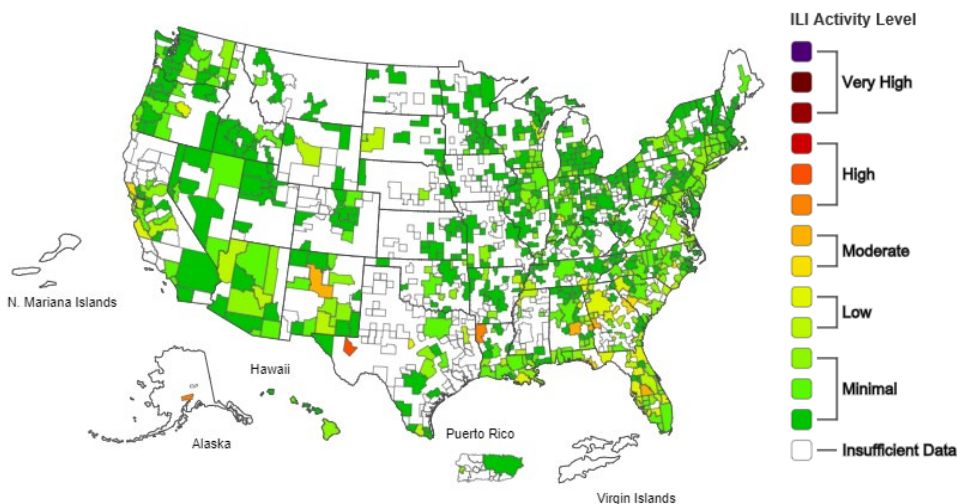 ILI Activity Level
Very High
High
Moderate
Low
Minimal
Insufficient Data
N. Mariana Islands
Hawaii
Alaska
Puerto Rico
Virgin Islands